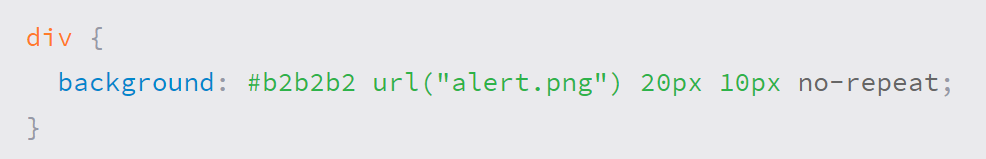 div {
background: #b2b2b2 url("alert.png") 20px 10px no-repeat;
}